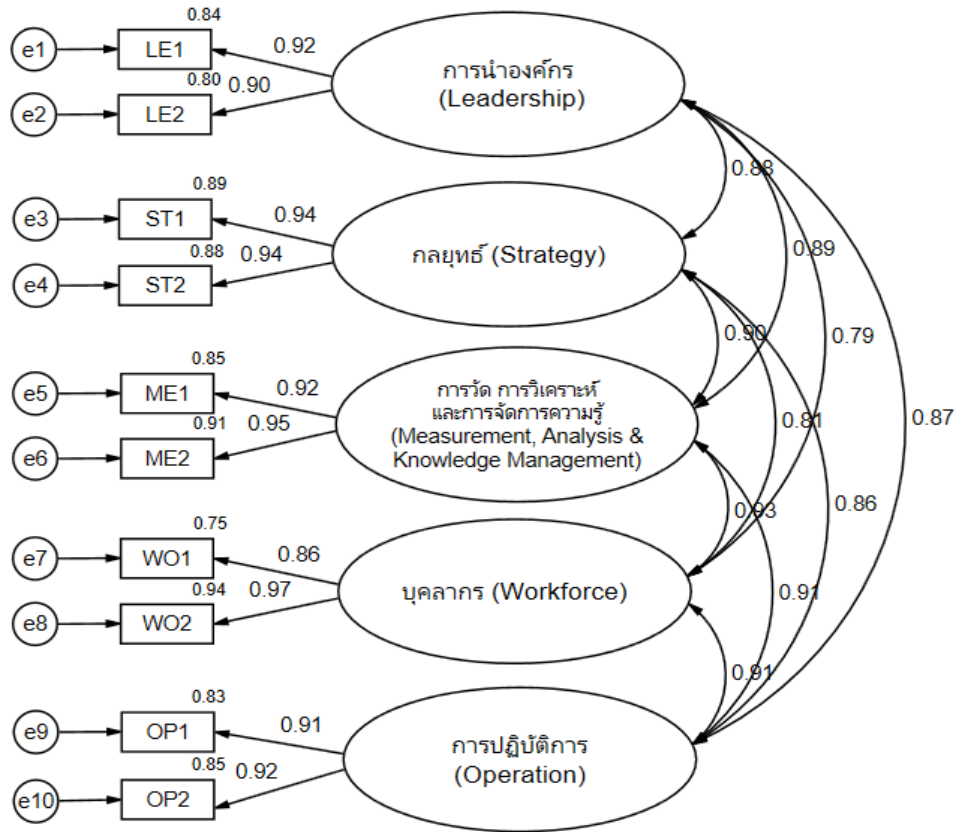 0.84
e1 LE1 0.92
การนำองค์กร
(Leadership)
0.80 0.90
e2 LE2
0.88
0.89
e3 ST1 0.94
0.89
กลยุทธ์ (Strategy)
0.88 0.94
e4 ST2
0.90
0.79
0.85
e5 ME1 0.92
การวัด การวิเคราะห์
และการจัดการความรู้
(Measurement, Analysis &
Knowledge Management)
0.81
0.87
0.91 0.95
e6 ME2
0.93
0.86
0.75
e7 WO1 0.86
บุคลากร (Workforce)
0.91
0.94 0.97
e8 WO2
0.91
0.83
e9 OP1 0.91
การปฏิบัติการ
(Operation)
0.85 0.92
e10 OP2